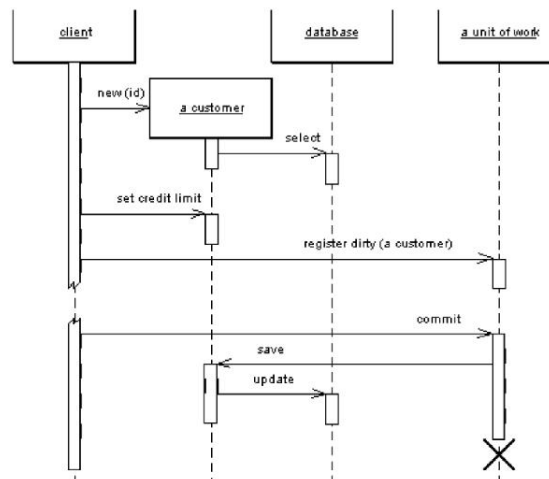 client
database
a unit of work
new (id)
a customer
select
set credit limit
register dirty (a customer)
commit
save
update